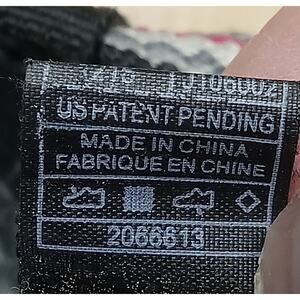 US PATENT PENDING
MADE IN CHINA
FABRIQUE EN CHINE
2066613